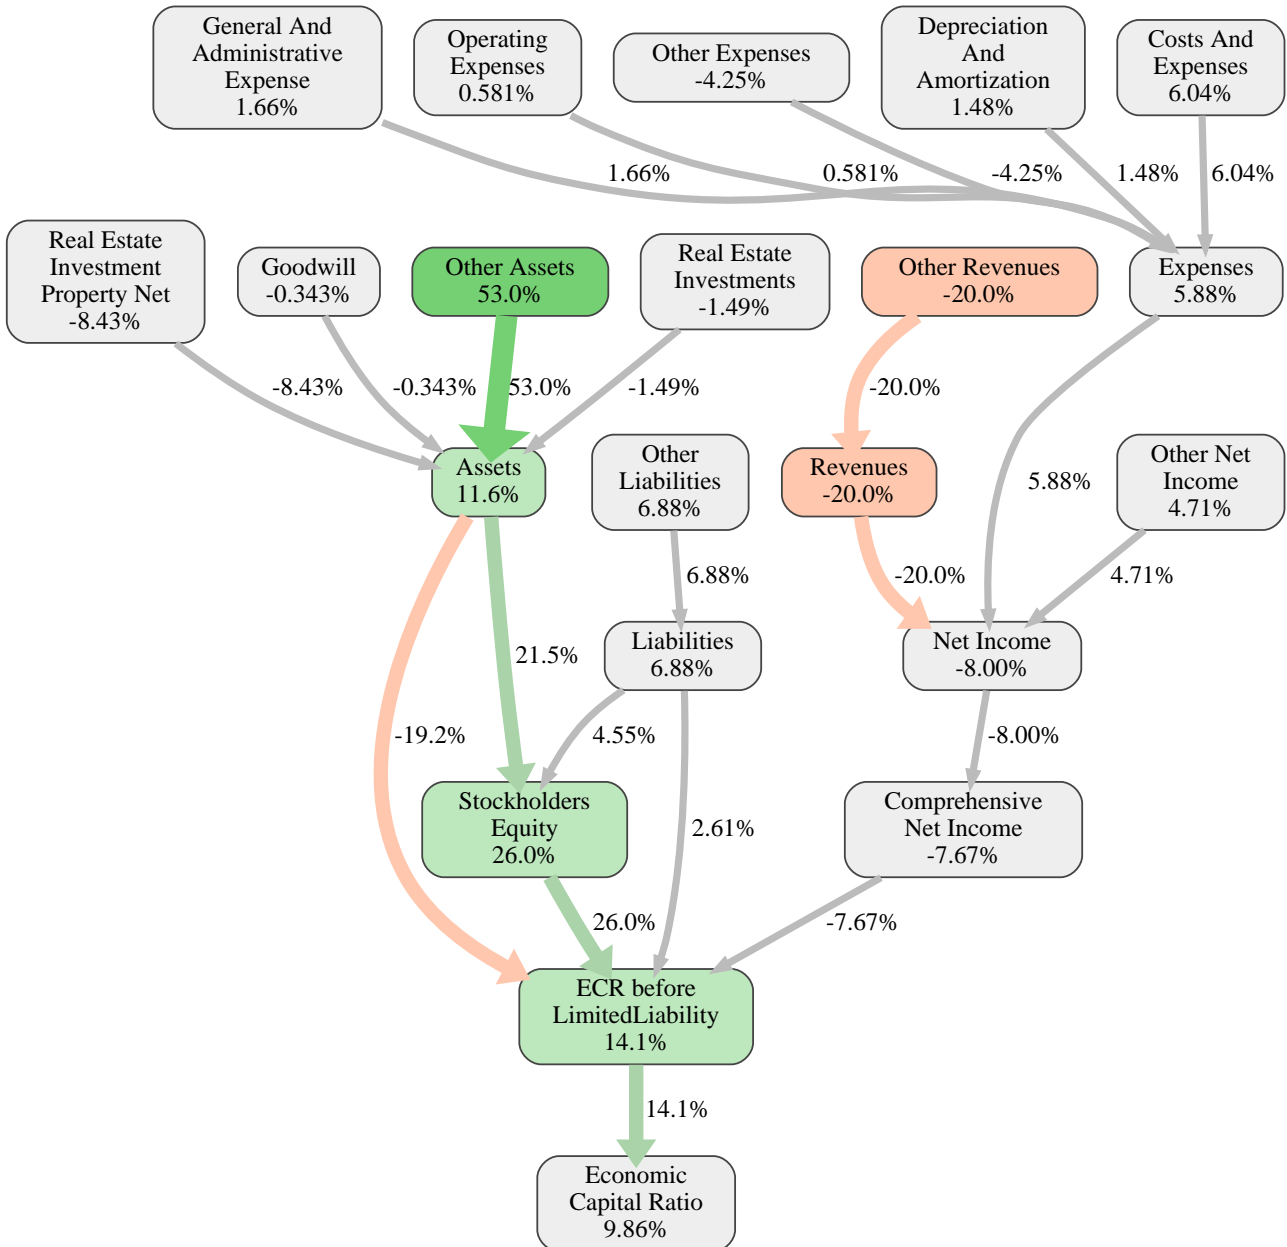 General And
Administrative
Expense
1.66%
Operating
Expenses
0.581%
Other Expenses
-4.25%
Depreciation
And
Amortization
1.48%
Costs And
Expenses
6.04%
1.66%
0.581%
-4.25%
1.48%
6.04%
Real Estate
Investment
Property Net
-8.43%
Goodwill
-0.343%
Other Assets
53.0%
Real Estate
Investments
-1.49%
Other Revenues
-20.0%
Expenses
5.88%
-8.43%
-0.343%
53.0%
-1.49%
-20.0%
Assets
11.6%
Other
Liabilities
6.88%
Revenues
-20.0%
5.88%
Other Net
Income
4.71%
6.88%
-20.0%
4.71%
21.5%
Liabilities
6.88%
Net Income
-8.00%
-19.2%
4.55%
-8.00%
Stockholders
Equity
26.0%
2.61%
Comprehensive
Net Income
-7.67%
26.0%
-7.67%
ECR before
LimitedLiability
14.1%
14.1%
Economic
Capital Ratio
9.86%